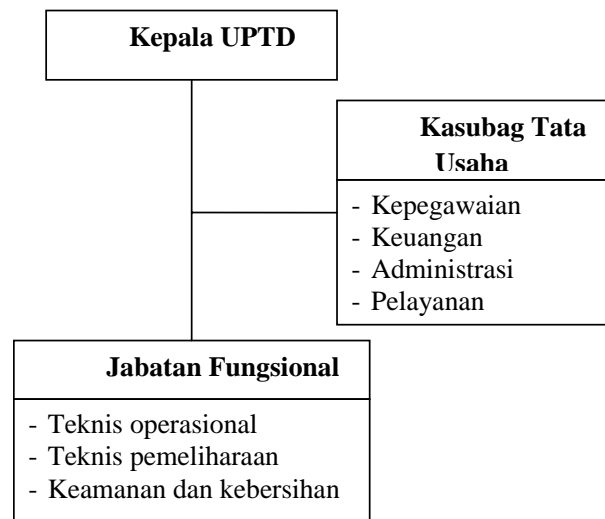 Kepala UPTD
Kasubag Tata
Usaha
- Kepegawaian
- Keuangan
- Administrasi
- Pelayanan
Jabatan Fungsional
- Teknis operasional
- Teknis pemeliharaan
- Keamanan dan kebersihan